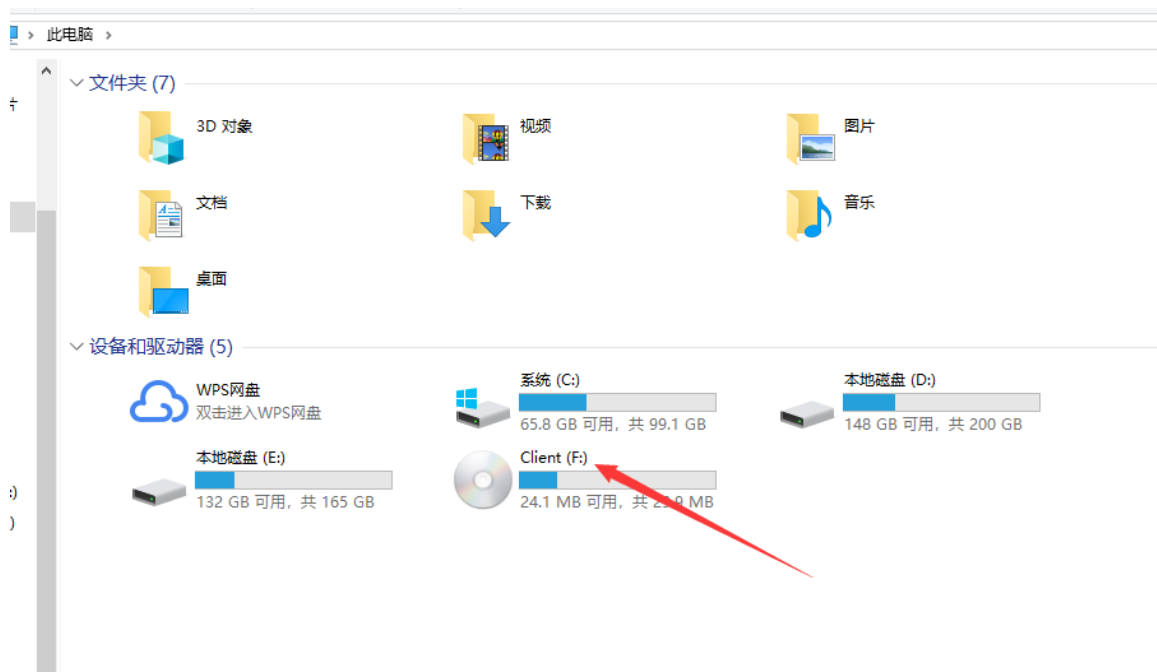 此电脑
文件夹 (7)
3D 对象
视频
图片
文档
下载
音乐
桌面
设备和驱动器 (5)
WPS网盘
双击进入WPS网盘
系统 (C:)
65.8 GB 可用，共 99.1 GB
本地磁盘 (D:)
148 GB 可用，共 200 GB
本地磁盘 (E:)
132 GB 可用，共 165 GB
Client (F:)
24.1 MB 可用，共 MB
片
:)
)